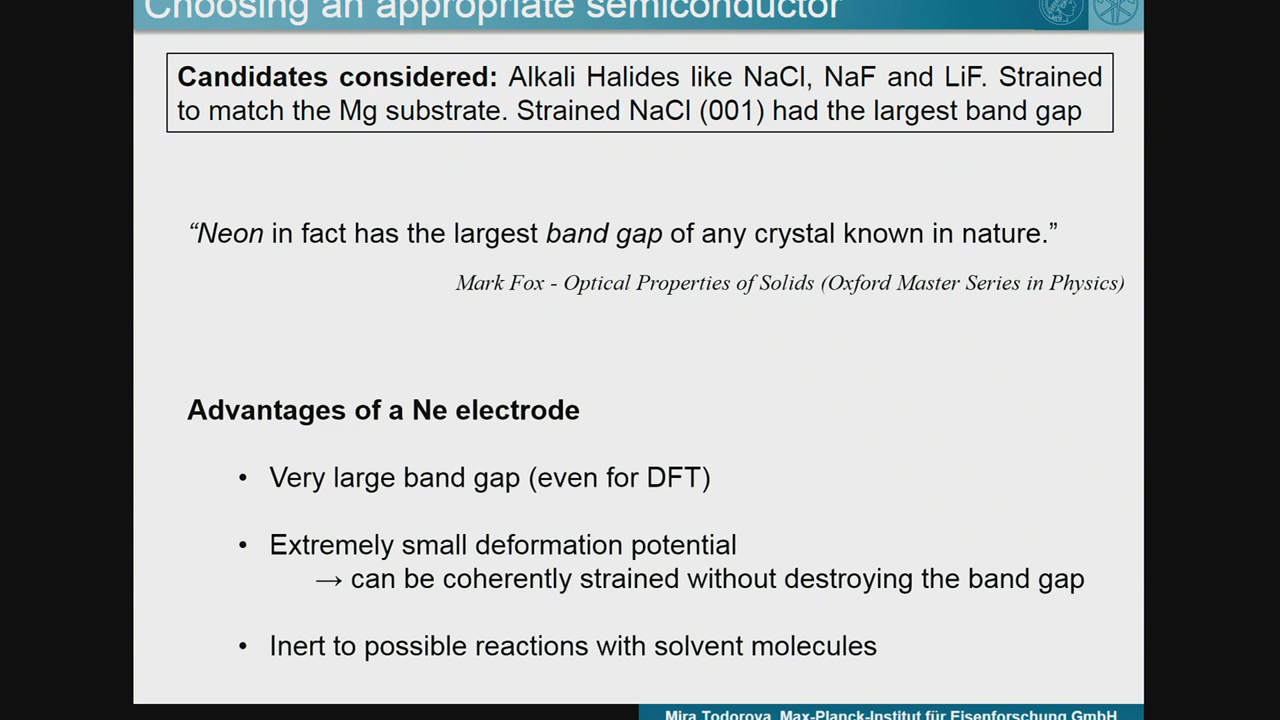 Choosing an appropriate semiconductor
Candidates considered: Alkali Halides like NaCl, NaF and LiF. Strained
to match the Mg substrate. Strained NaCl (001) had the largest band gap
“Neon in fact has the largest band gap of any crystal known in nature.”
Mark Fox - Optical Properties of Solids (Oxford Master Series in Physics)
Advantages of a Ne electrode
• Very large band gap (even for DFT)
• Extremely small deformation potential
→ can be coherently strained without destroying the band gap
• Inert to possible reactions with solvent molecules
Mira Todorova, Max-Planck-Institut für Eisenforschung GmbH